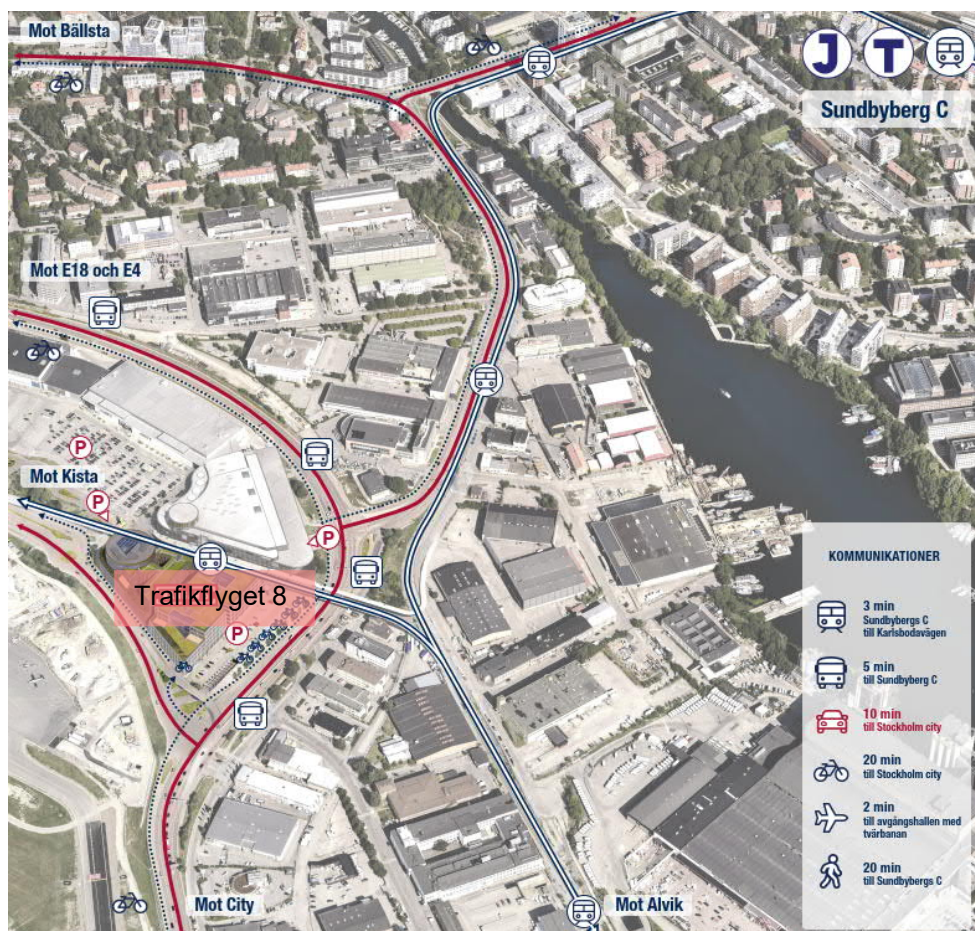 Mot Bällsta
J T
Sundbyberg C
Mot E18 och E4
P
Mot Kista
P
P
Trafikflyget 8
P
Mot City
Mot Alvik
KOMMUNIKATIONER
3 min
Sundbybergs C
till Karlsbodavägen
5 min
till Sundbyberg C
10 min
till Stockholm city
20 min
till Stockholm city
2 min
till avgångshallen med
tvärbanan
20 min
till Sundbybergs C